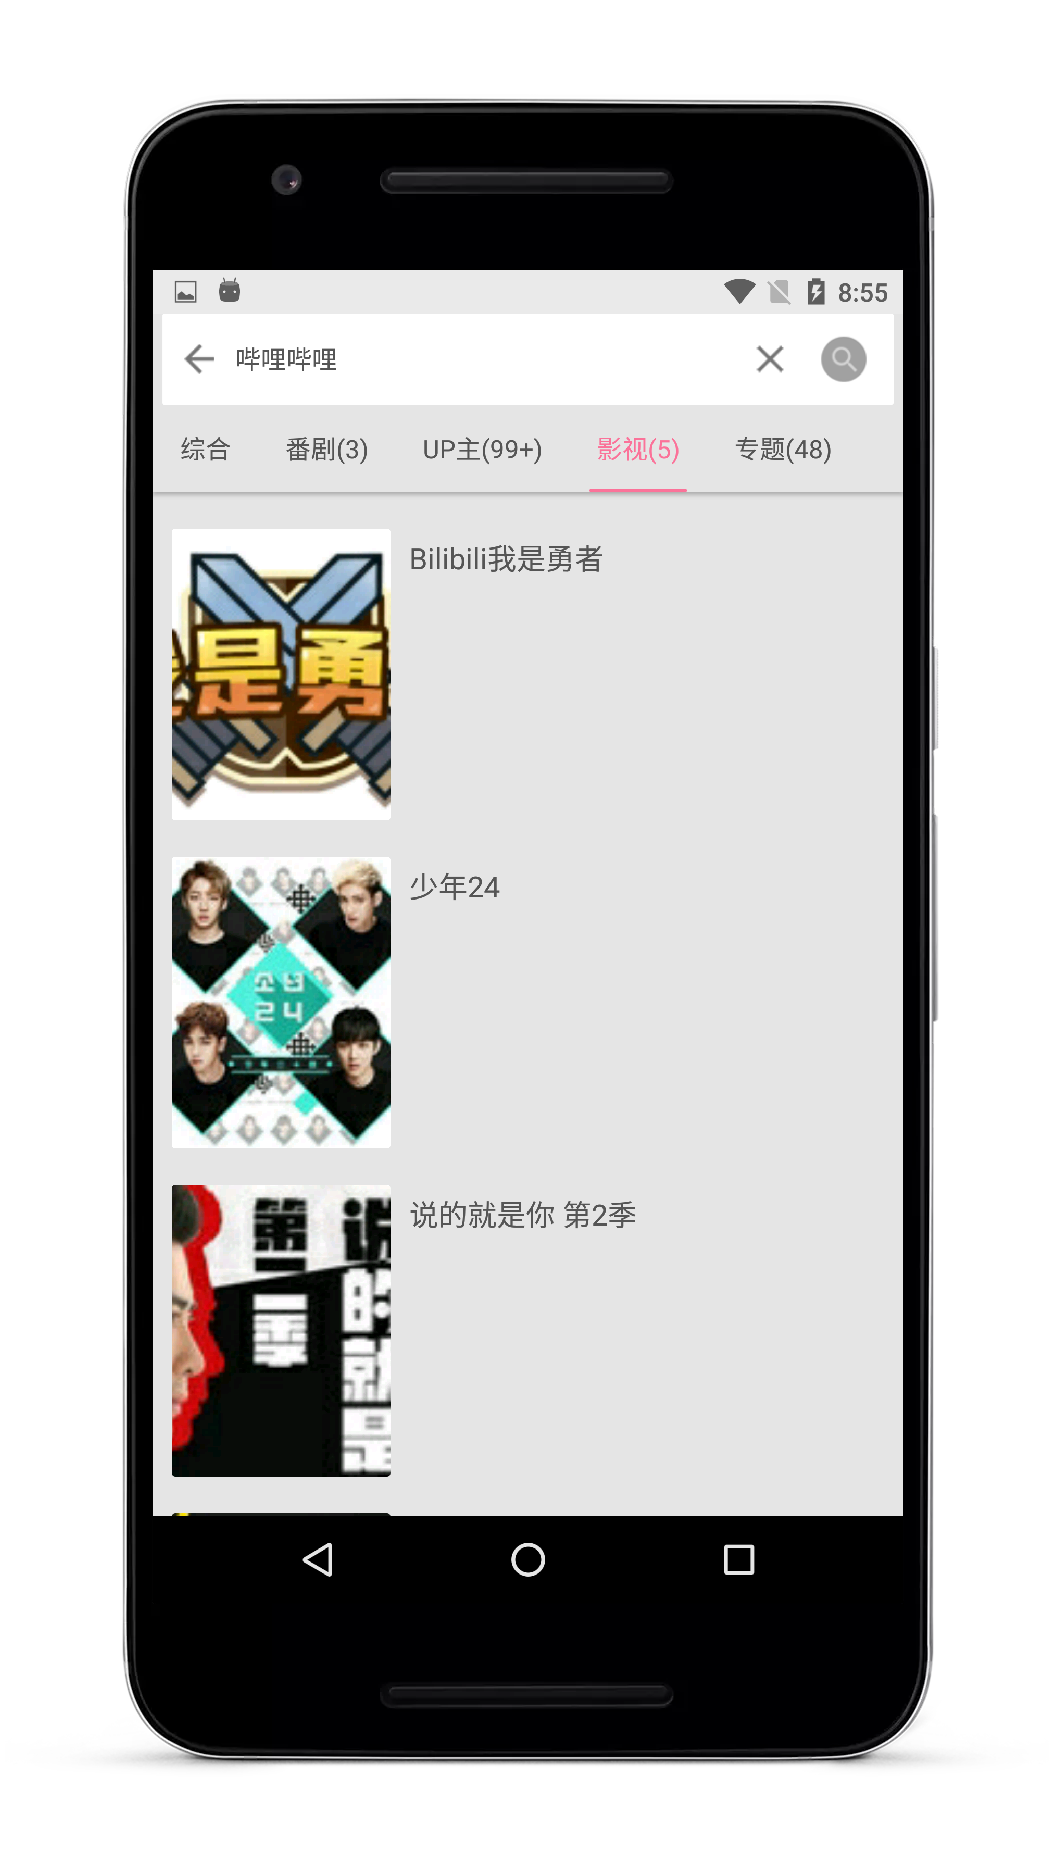 8:55
哔哩哔哩
综合 番剧(3) UP主(99+) 影视(5) 专题(48)
Bilibili我是勇者
是勇
少年24
소년
24
说的就是你 第2季
第二季
说的就是